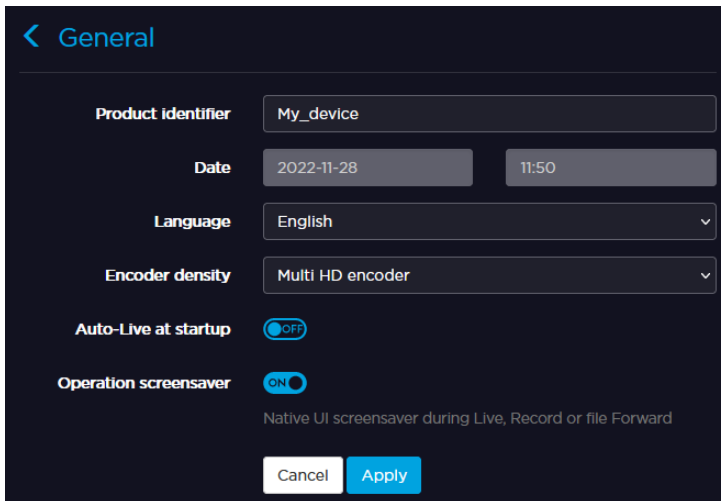 General
Product identifier My_device
Date 2022-11-28 11:50
Language English
Encoder density Multi HD encoder
Auto-Live at startup OFF
Operation screensaver ON
Native UI screensaver during Live, Record or file Forward
Cancel Apply